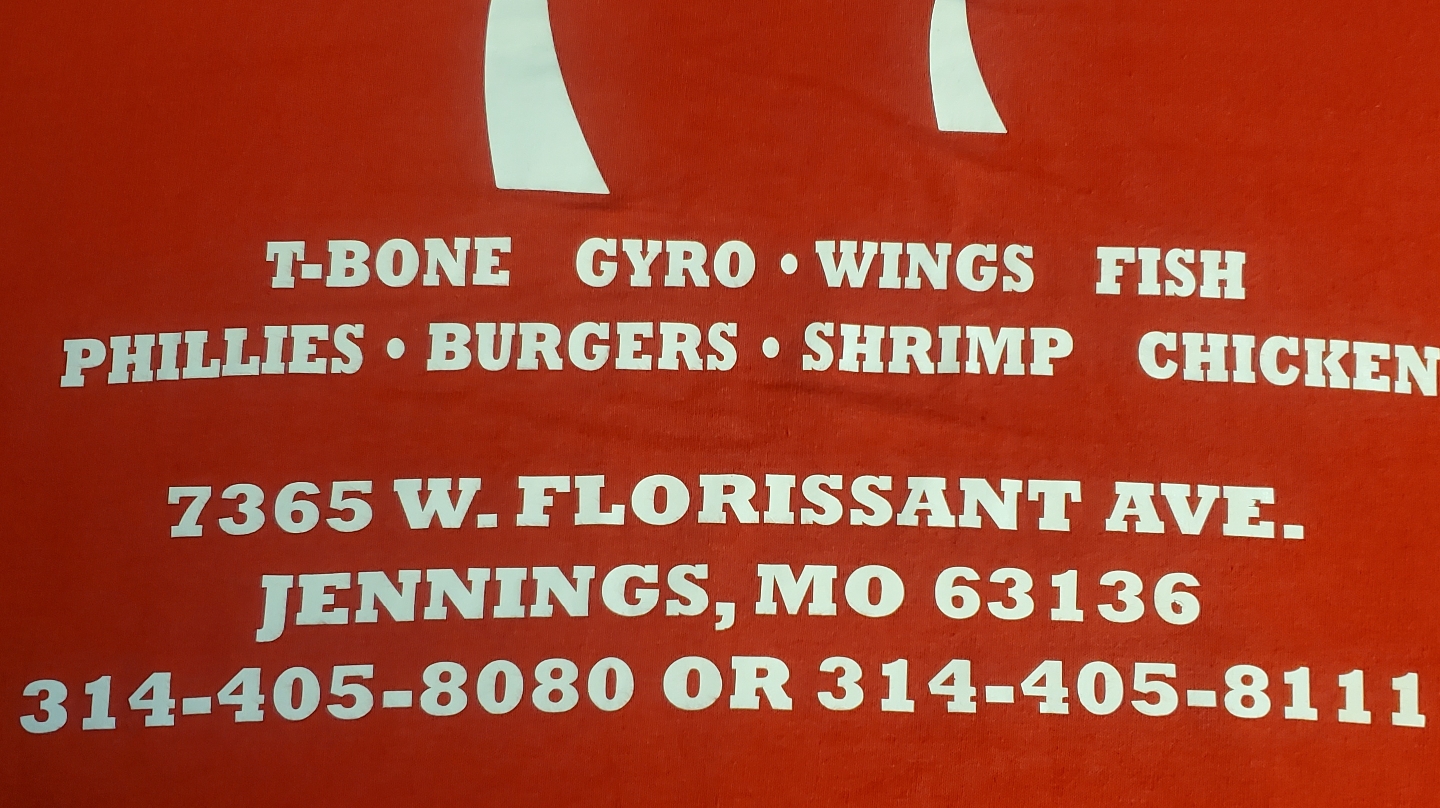 T-BONE GYRO • WINGS FISH
PHILLIES • BURGERS • SHRIMP CHICKEN
7365 W. FLORISSANT AVE.
JENNINGS, MO 63136
314-405-8080 OR 314-405-8111